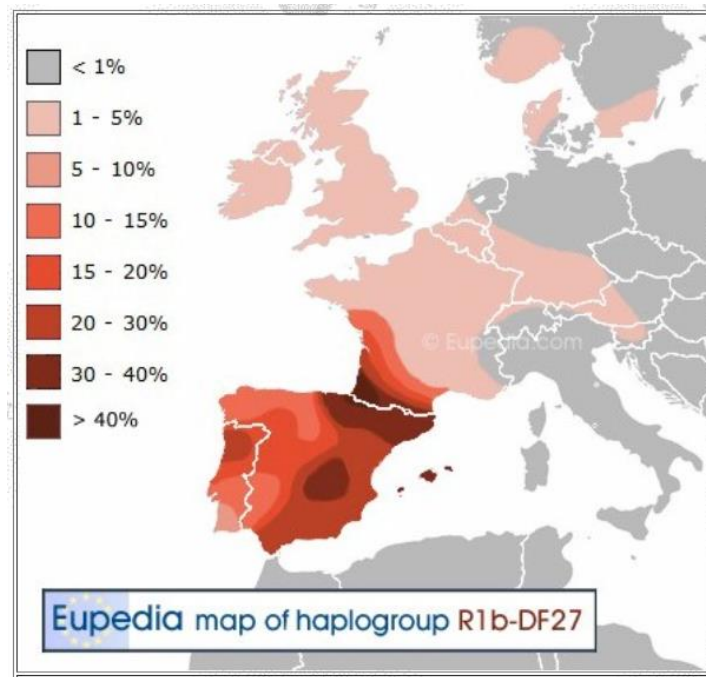 < 1%
1 - 5%
5 - 10%
10 - 15%
15 - 20%
20 - 30%
30 - 40%
> 40%
© Eupedia.com
Eupedia map of haplogroup R1b-DF27